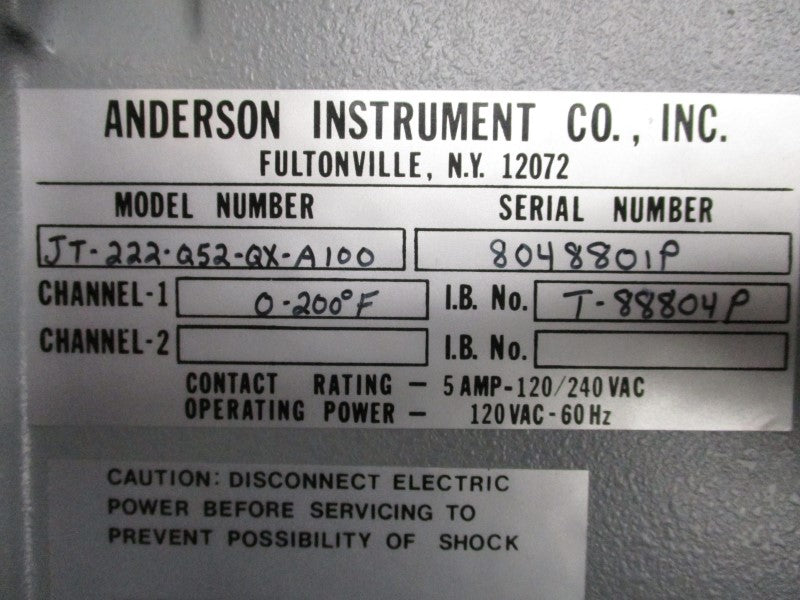 ANDERSON INSTRUMENT CO., INC.
FULTONVILLE, N.Y. 12072
MODEL NUMBER SERIAL NUMBER
JT-222-Q52-QX-A100 8048801P
CHANNEL-1 0-200°F I.B. No. T-88804P
CHANNEL-2 I.B. No.
CONTACT RATING - 5 AMP-120/240 VAC
OPERATING POWER - 120 VAC-60 Hz
CAUTION: DISCONNECT ELECTRIC
POWER BEFORE SERVICING TO
PREVENT POSSIBILITY OF SHOCK